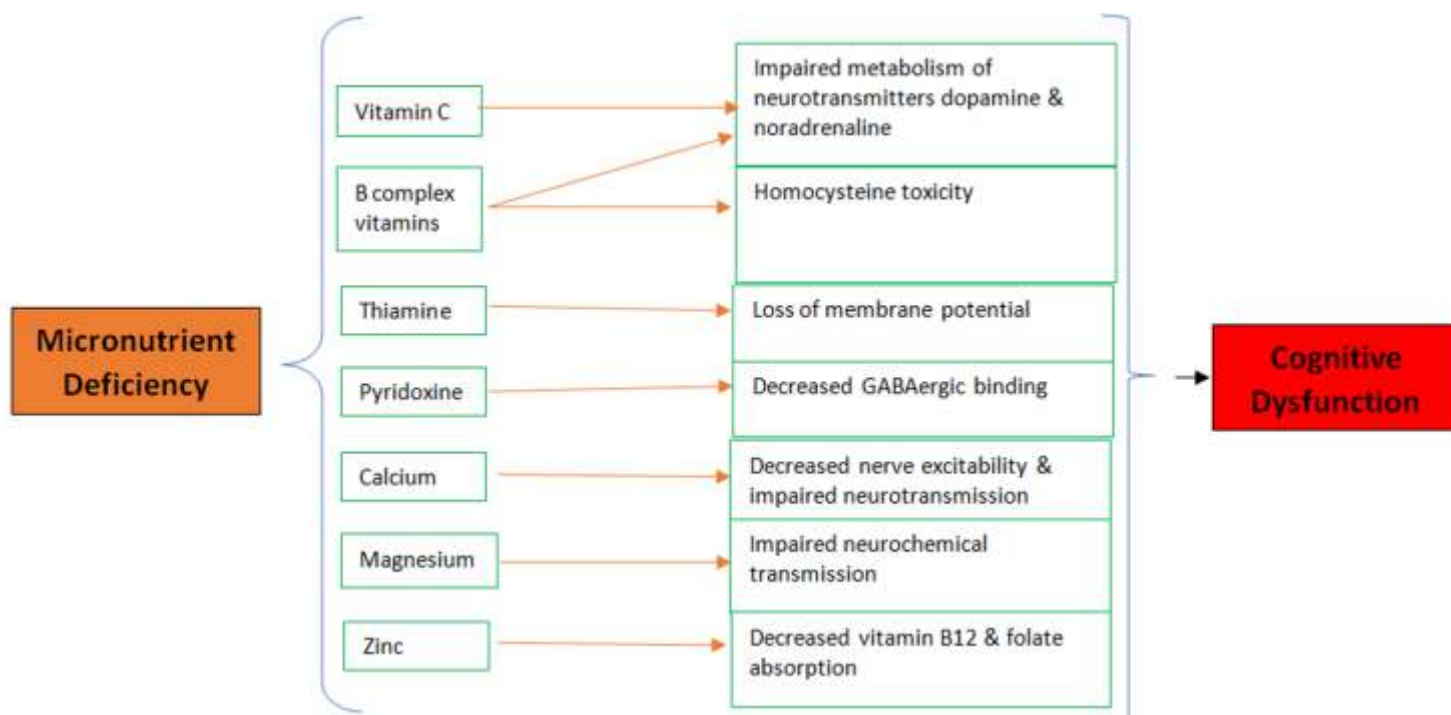 Micronutrient
Deficiency
Vitamin C
B complex
vitamins
Thiamine
Pyridoxine
Calcium
Magnesium
Zinc
Impaired metabolism of
neurotransmitters dopamine &
noradrenaline
Homocysteine toxicity
Loss of membrane potential
Decreased GABAergic binding
Decreased nerve excitability &
impaired neurotransmission
Impaired neurochemical
transmission
Decreased vitamin B12 & folate
absorption
Cognitive
Dysfunction